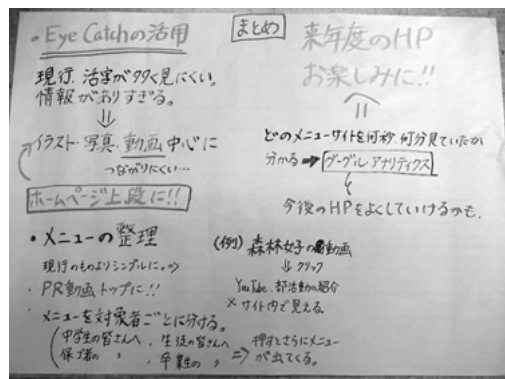 まとめ
・Eye Catchの活用
現行、活字が多く見にくい。
情報がありすぎる。
イラスト・写真・動画 中心に
つながりにくい…
ホームページ上段に!!
・メニューの整理
現行のものよりシンプルに。
・PR動画トップに!!
・メニューを対象者ごとに分ける。
中学生の皆さんへ、生徒の皆さんへ
保護者の 〃 卒業生の 〃
⇒ 押すとさらにメニュー
が出てくる。
来年度のHP
お楽しみに!!
どのメニューサイトを何秒、何分見ていたか
分かる ➡ グーグル・アナリティクス
今後のHPをよくしていけるかも。
(例) 森林女子の動画
⇓ クリック
YouTube、部活動の紹介
※ サイト内で見える。